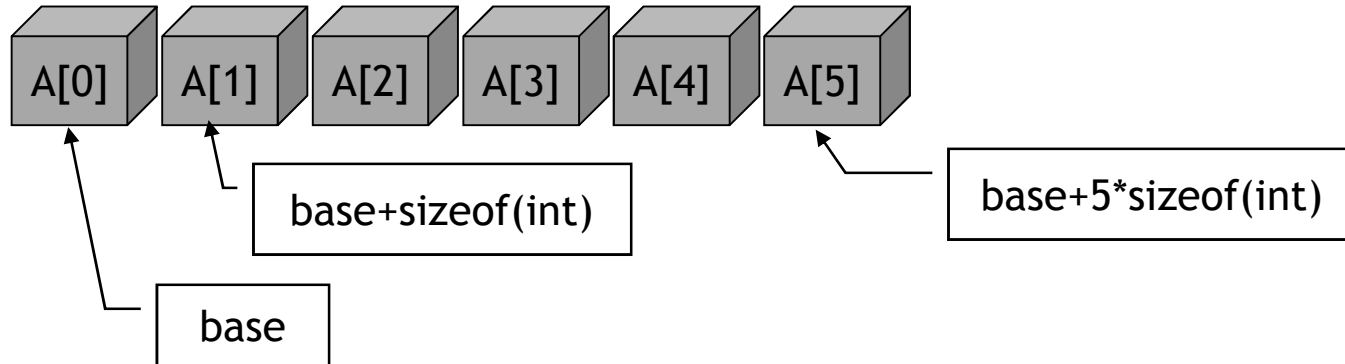 A[0] A[1] A[2] A[3] A[4] A[5]
base+sizeof(int)
base+5*sizeof(int)
base